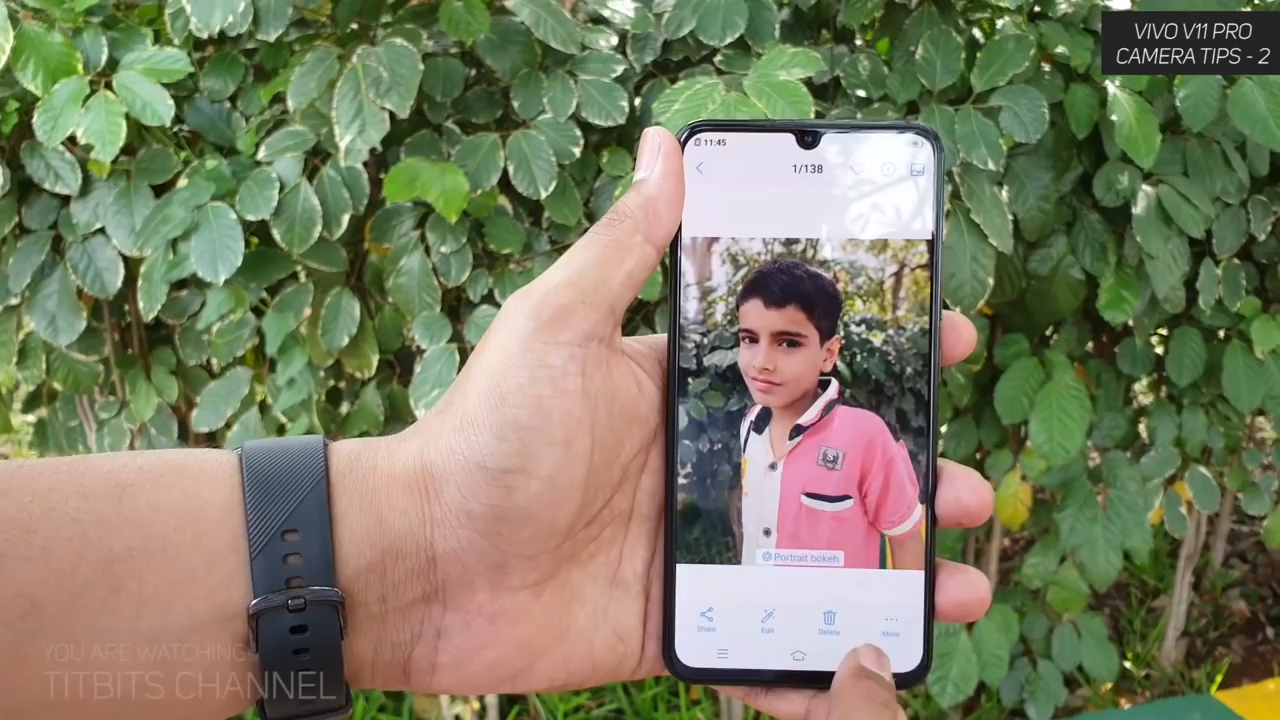 VIVO V11 PRO
CAMERA TIPS - 2
11:45
1/138
S
Portrait bokeh
Share
Edit
Delete
More
YOU ARE WATCHING
TITBITS CHANNEL